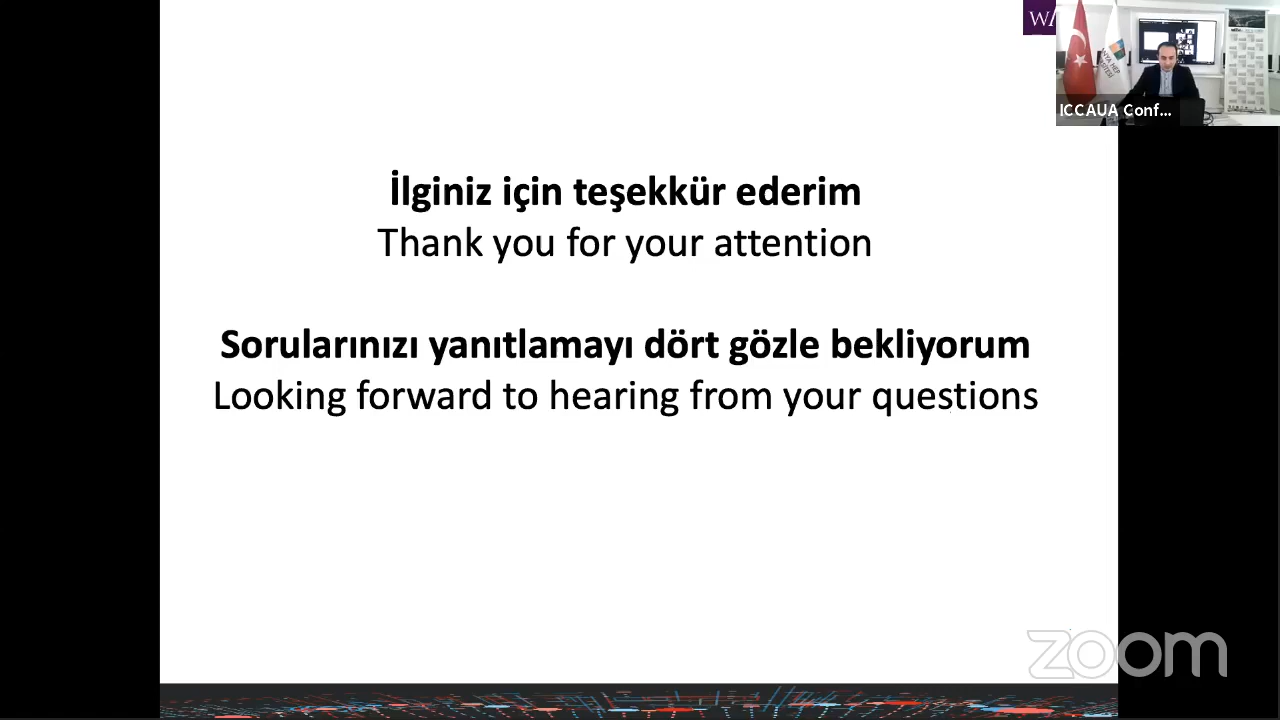 İlginiz için teşekkür ederim
Thank you for your attention
Sorularınızı yanıtlamayı dört gözle bekliyorum
Looking forward to hearing from your questions
ICCAUA Conf...
zoom